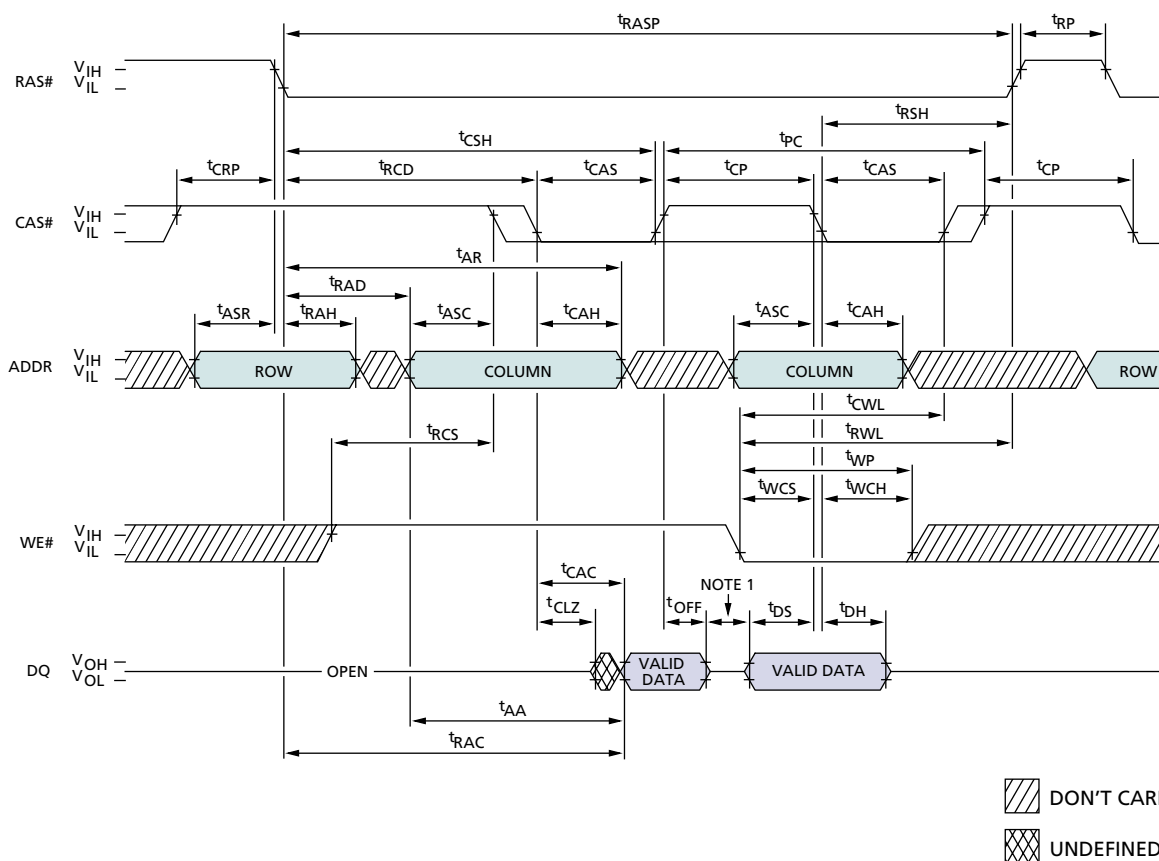 tRASP
tRP
RAS#
VIH
VIL
tRSH
tCSH
tPC
tCRP
tRCD
tCAS
tCP
tCAS
tCP
CAS#
VIH
VIL
tAR
tRAD
tASR
tRAH
tASC
tCAH
tASC
tCAH
ADDR
VIH
VIL
ROW
COLUMN
COLUMN
ROW
tCWL
tRCS
tRWL
tWP
tWCS
tWCH
WE#
VIH
VIL
tCAC
NOTE 1
tCLZ
tOFF
tDS
tDH
DQ
VOH
VOL
OPEN
VALID
DATA
VALID DATA
tAA
tRAC
DON'T CAR
UNDEFINED